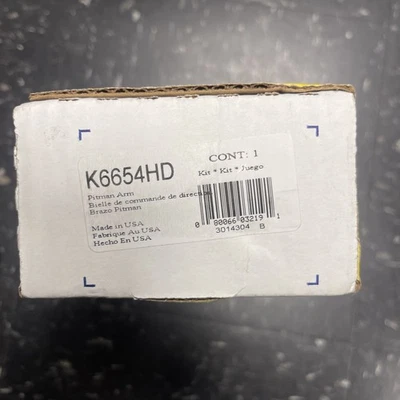 CONT: 1
K6654HD
Kit * Kit * Juego
Pitman Arm
Bielle de commande de direction
Brazo Pitman
Made in USA
Fabrique Au USA
Hecho En USA
0 80066 03219 1
3014304 B